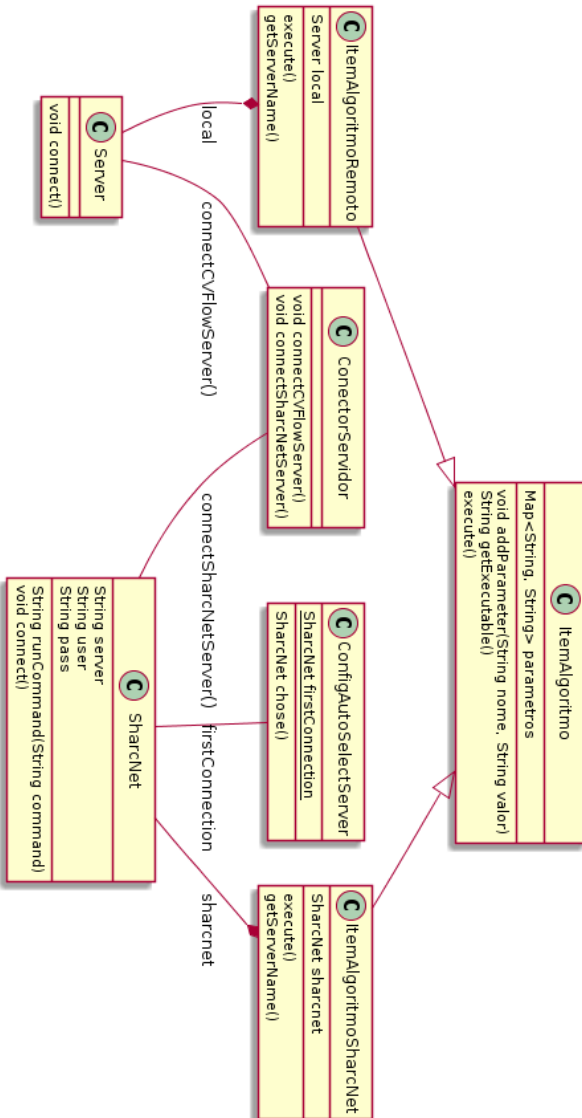 C ItemAlgoritmo
Map<String, String> parametros
void addParameter(String nome, String valor)
String getExecutable()
execute()
C ItemAlgoritmoRemoto
Server local
execute()
getServerName()
C ConectorServidor
void connectCVFlowServer()
void connectSharcNetServer()
C ConfigAutoSelectServer
SharcNet firstConnection
SharcNet chose()
C ItemAlgoritmoSharcNet
SharcNet sharcnet
execute()
getServerName()
local
connectCVFlowServer()
connectSharcNetServer()
firstConnection
sharcnet
C Server
void connect()
C SharcNet
String server
String user
String pass
String runCommand(String command)
void connect()